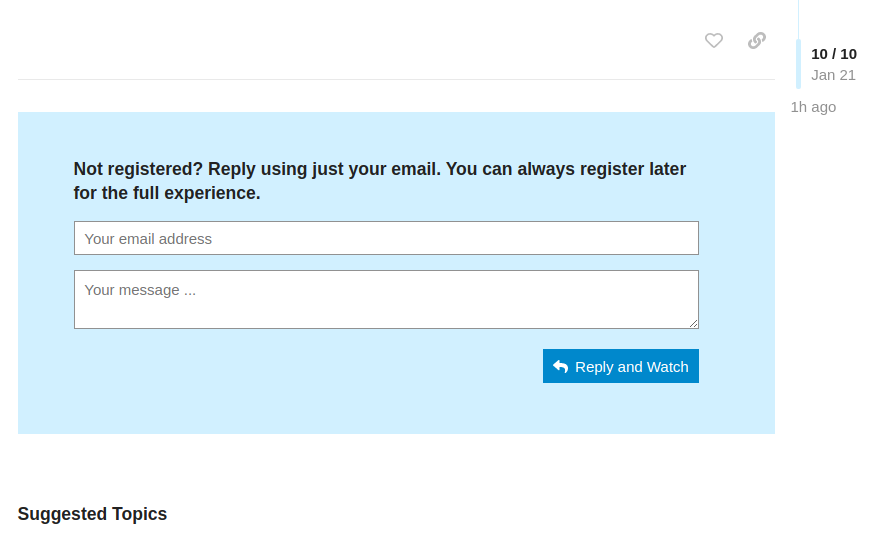 10 / 10
Jan 21
1h ago
Not registered? Reply using just your email. You can always register later
for the full experience.
Your email address
Your message ...
Reply and Watch
Suggested Topics